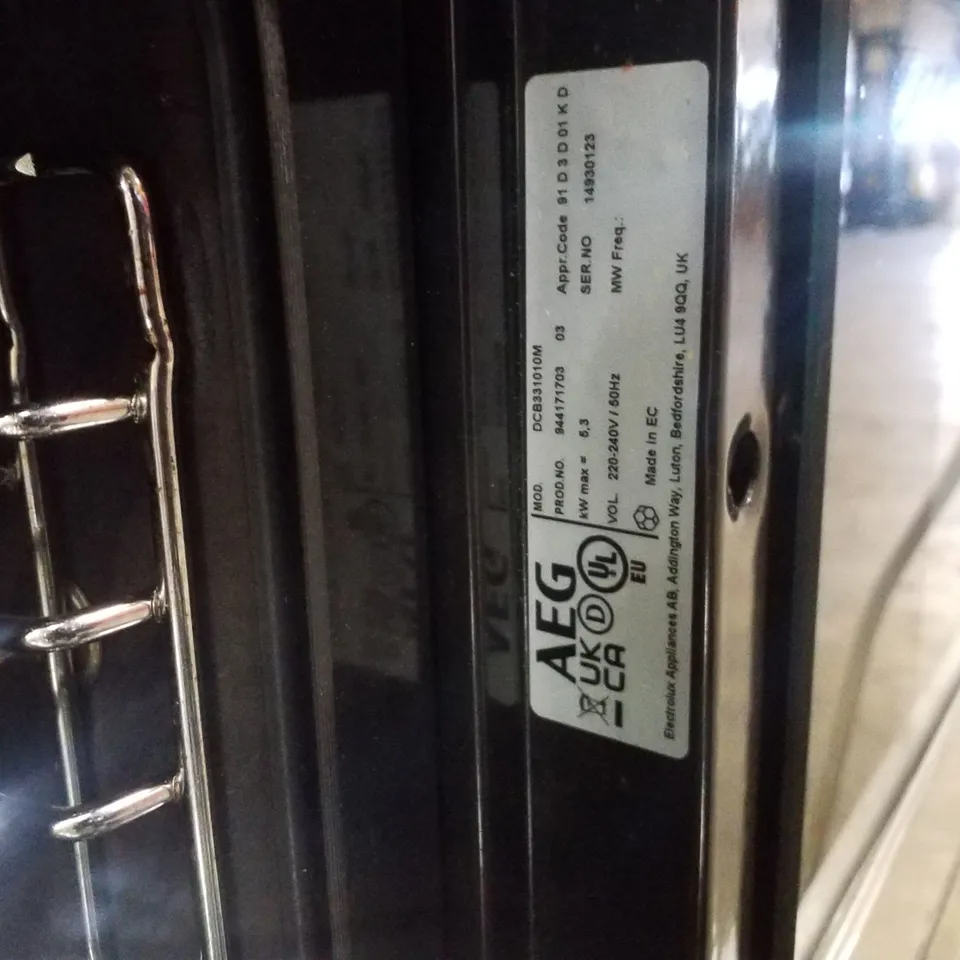 AEG
MOD. DCB331010M
PROD.NO. 944171703 03 Appr.Code 91 D 3 D 01 K D
kW max = 5,3 SER.NO 14930123
VOL. 220-240V / 50Hz MW Freq.:
Made in EC
UK
CA
D
UL
EU
Electrolux Appliances AB, Addington Way, Luton, Bedfordshire, LU4 9QQ, UK